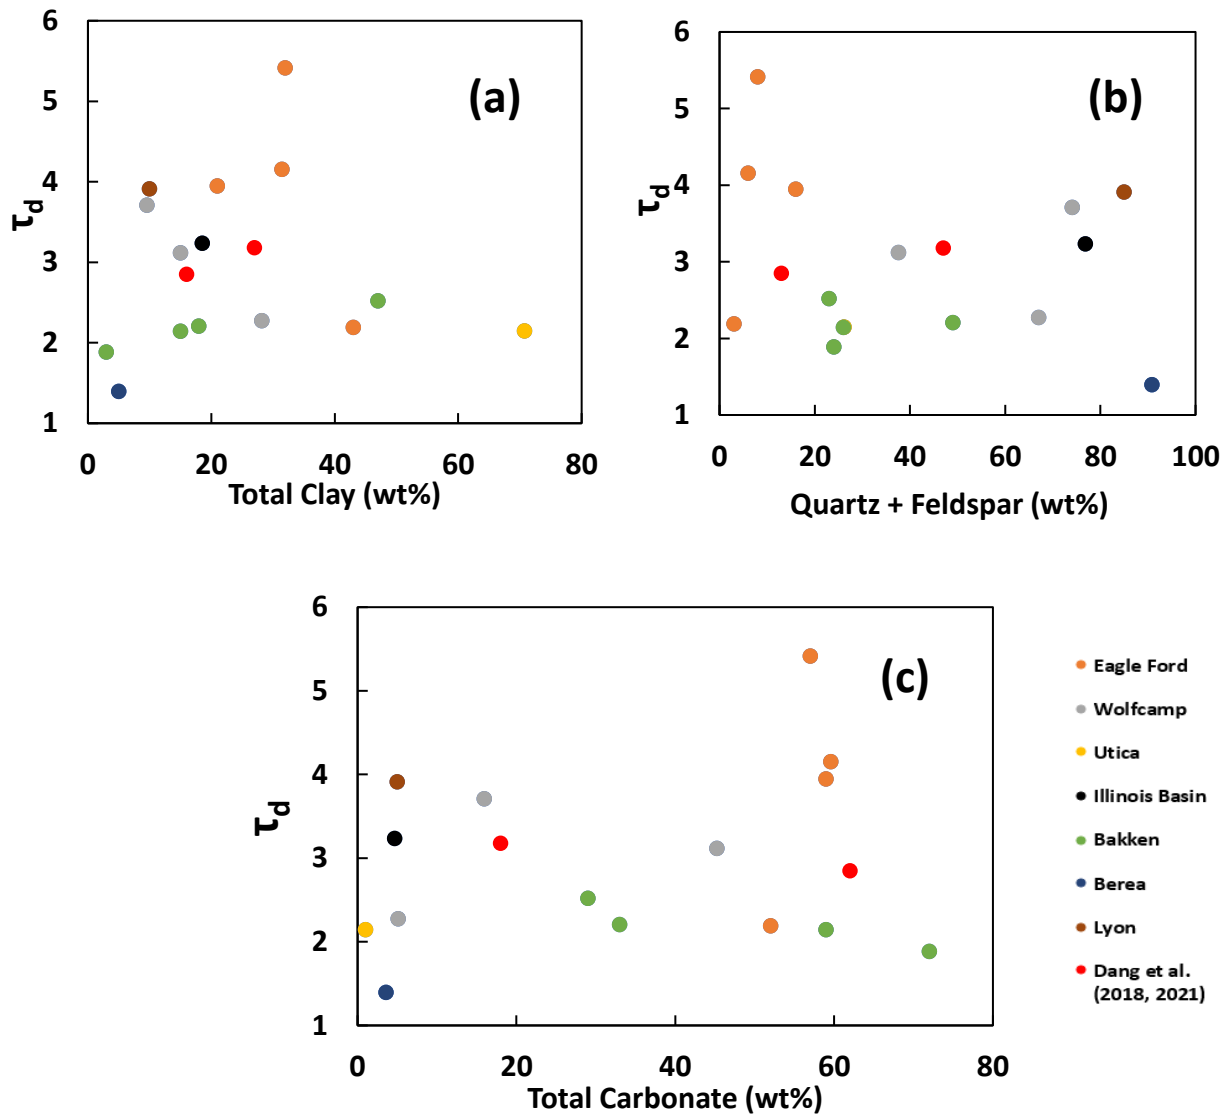 6
5
4
3
2
1
τd
(a)
0 20 40 60 80
Total Clay (wt%)
6
5
4
3
2
1
τd
(b)
0 20 40 60 80 100
Quartz + Feldspar (wt%)
6
5
4
3
2
1
τd
(c)
0 20 40 60 80
Total Carbonate (wt%)
Eagle Ford
Wolfcamp
Utica
Illinois Basin
Bakken
Berea
Lyon
Dang et al.
(2018, 2021)